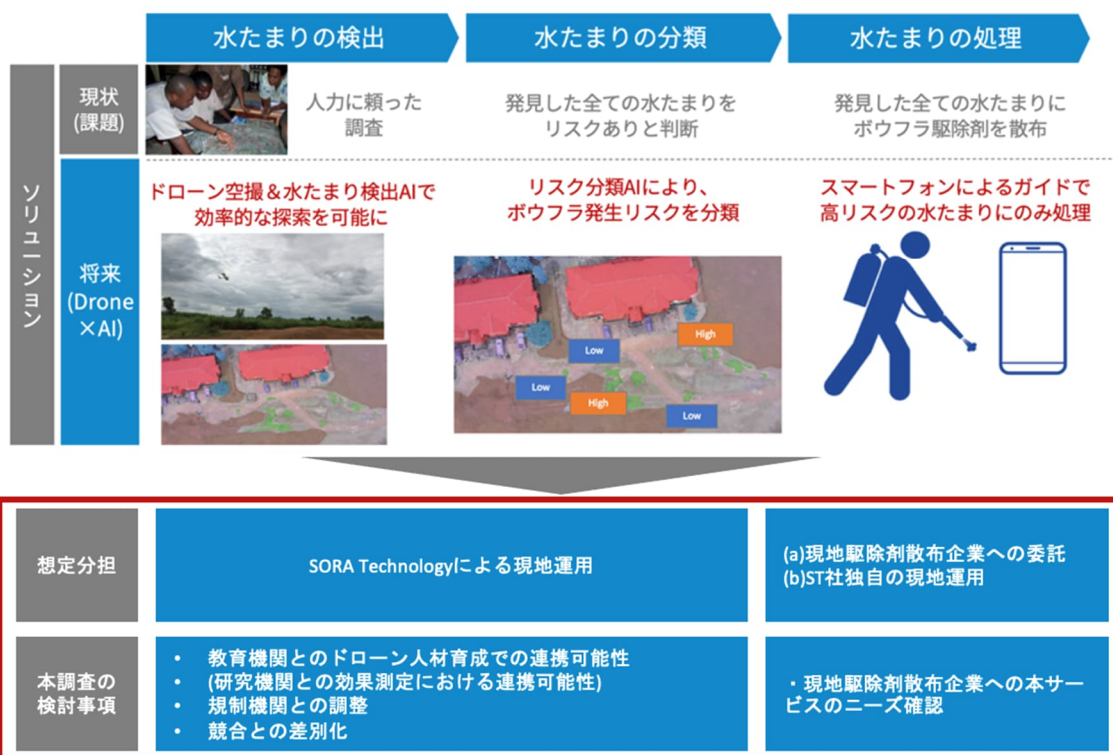 水たまりの検出
水たまりの分類
水たまりの処理
ソリューション
現状
(課題)
人力に頼った
調査
発見した全ての水たまりを
リスクありと判断
発見した全ての水たまりに
ボウフラ駆除剤を散布
将来
(Drone
×AI)
ドローン空撮＆水たまり検出AIで
効率的な探索を可能に
リスク分類AIにより、
ボウフラ発生リスクを分類
スマートフォンによるガイドで
高リスクの水たまりにのみ処理
High
Low
Low
High
Low
想定分担
SORA Technologyによる現地運用
(a)現地駆除剤散布企業への委託
(b)ST社独自の現地運用
本調査の
検討事項
• 教育機関とのドローン人材育成での連携可能性
• (研究機関との効果測定における連携可能性)
• 規制機関との調整
• 競合との差別化
・現地駆除剤散布企業への本サー
ビスのニーズ確認